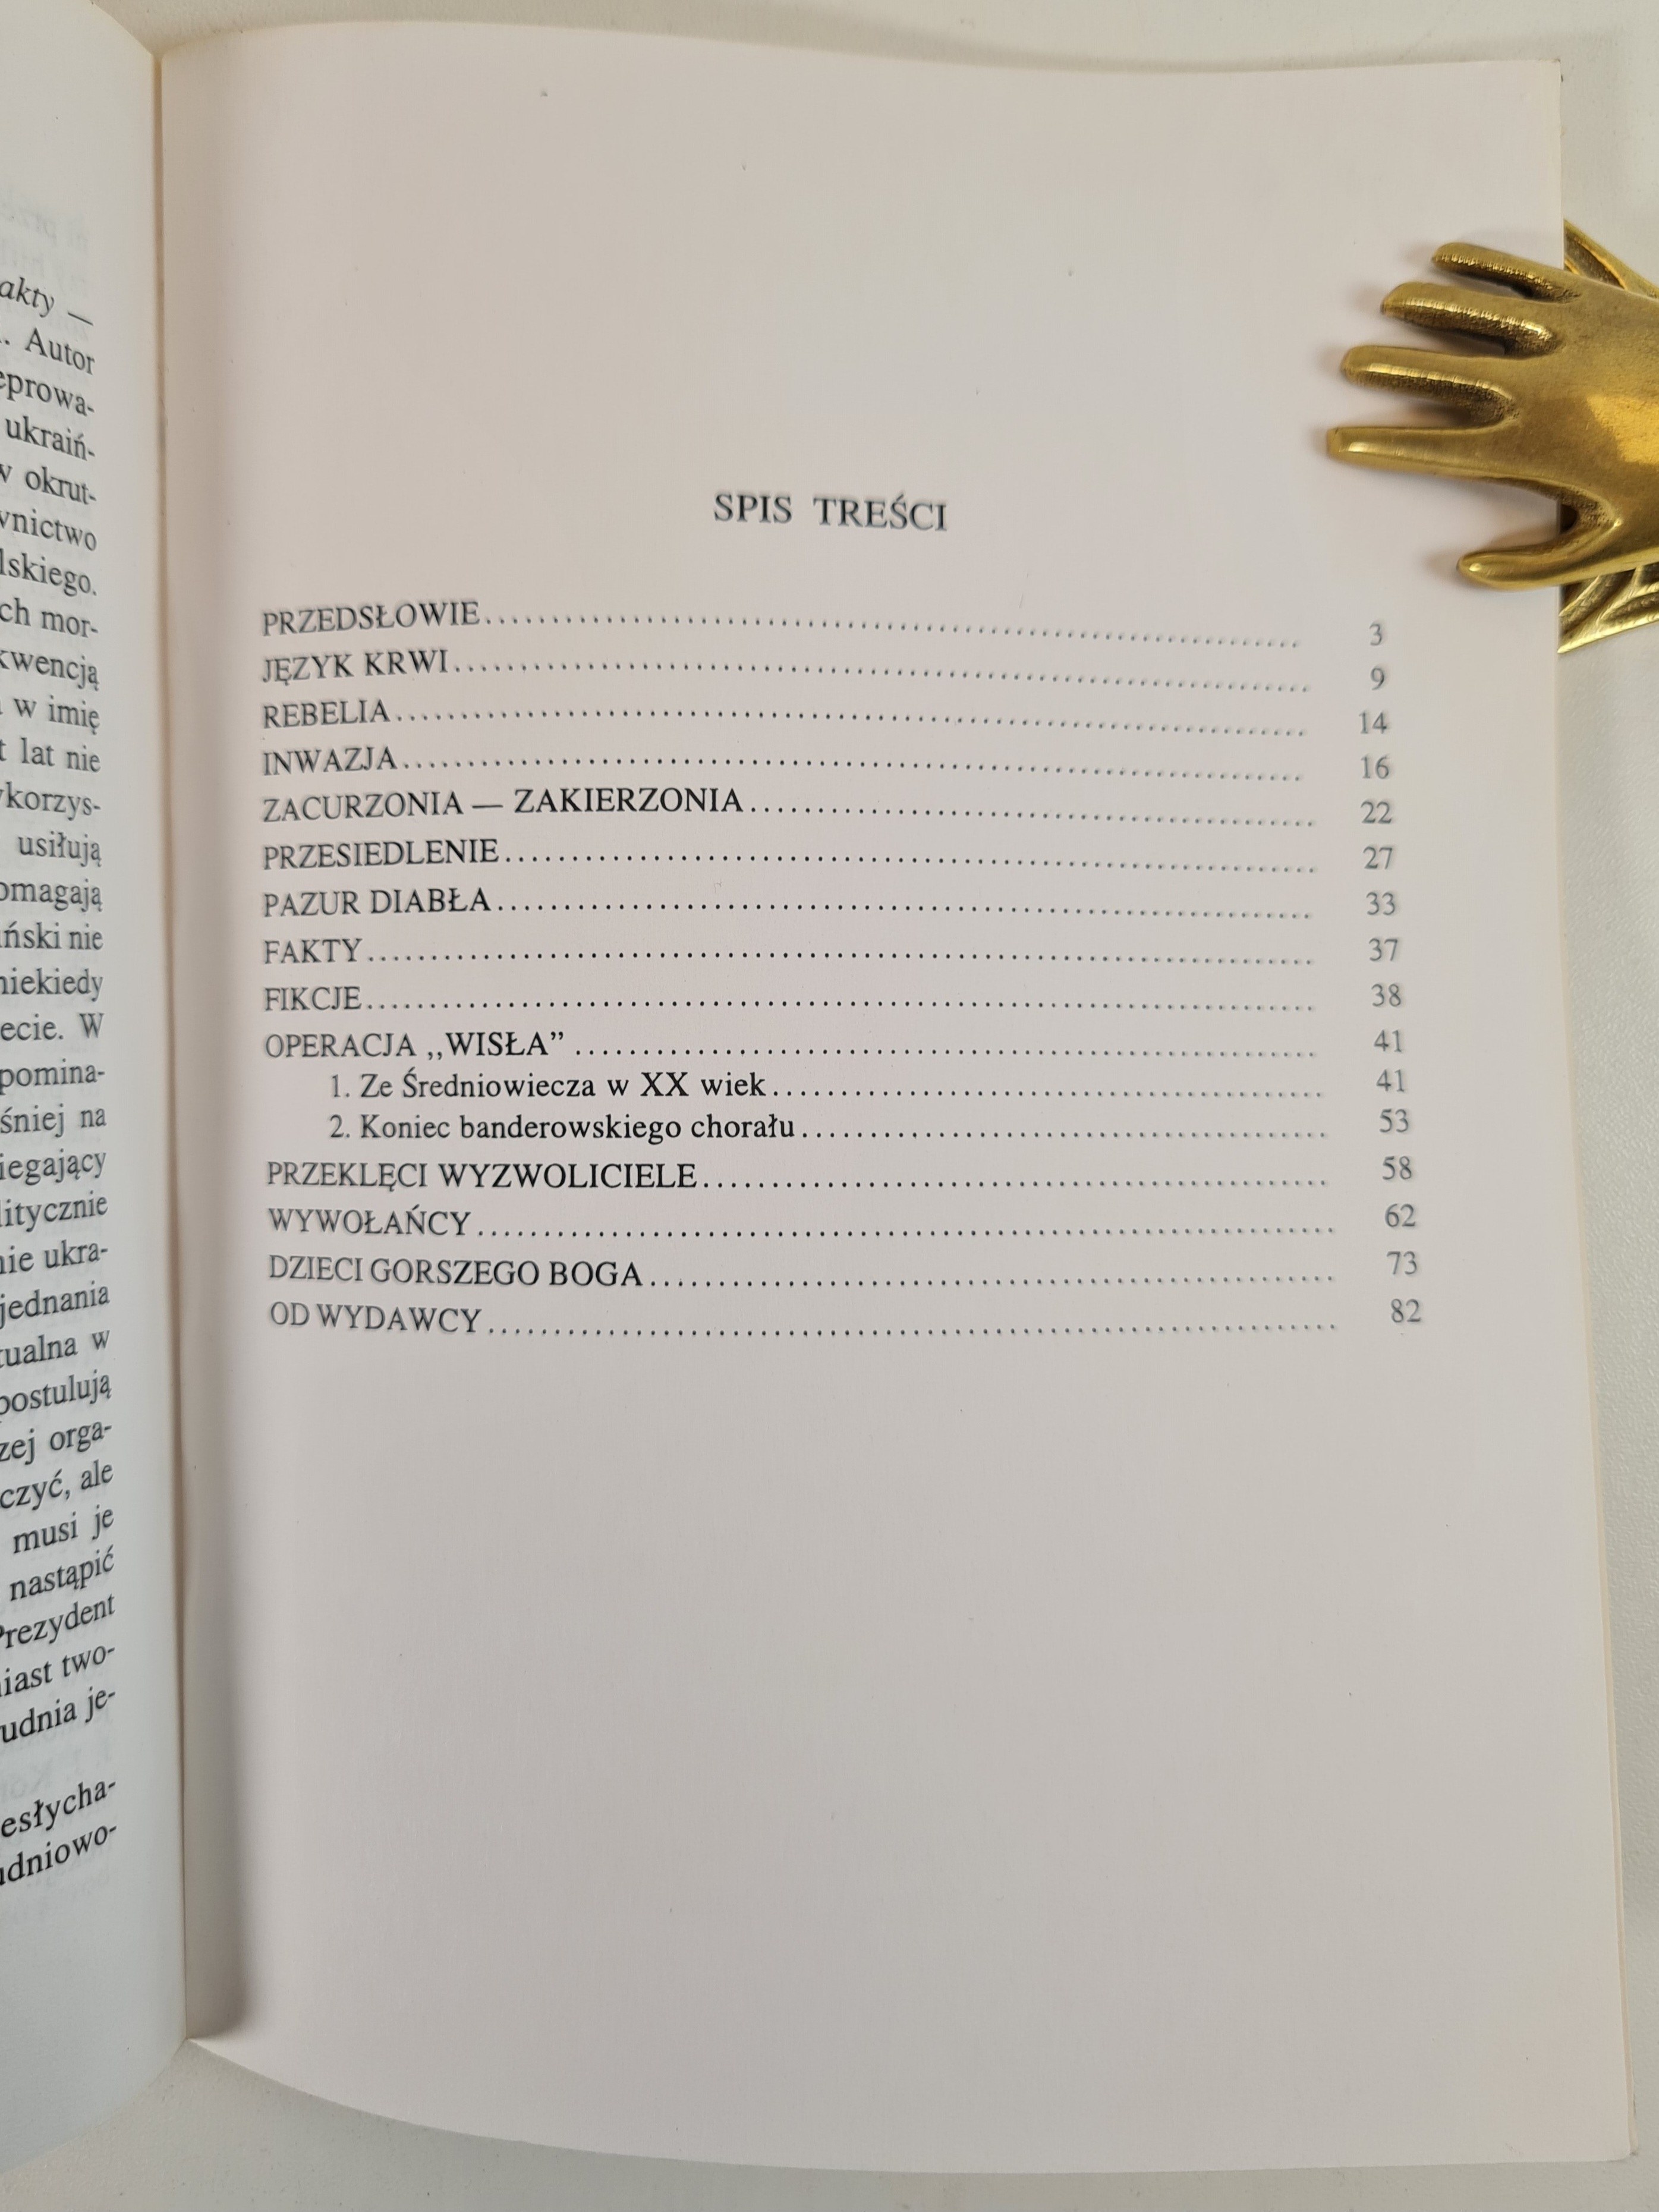 akty —
Autor
eprowa-
ukraiń-
w okrut-
wnictwo
lskiego.
ch mor-
kwencją
w imię
t lat nie
ykorzys-
usiłują
omagają
iński nie
niekiedy
ecie. W
pomina-
śniej na
iegający
litycznie
nie ukra-
jednania
tualna w
postulują
zej orga-
czyć, ale
musi je
nastąpić
Prezydent
iast two-
udnia je-
esłycha-
udniowo-
SPIS TREŚCI
PRZEDSŁOWIE........ 3
JĘZYK KRWI........ 9
REBELIA........ 14
INWAZJA........ 16
ZACURZONIA — ZAKIERZONIA........ 22
PRZESIEDLENIE........ 27
PAZUR DIABŁA........ 33
FAKTY........ 37
FIKCJE........ 38
OPERACJA ,,WISŁA” ........ 41
1. Ze Średniowiecza w XX wiek........ 41
2. Koniec banderowskiego chorału........ 53
PRZEKLĘCI WYZWOLICIELE........ 58
WYWOŁAŃCY ........ 62
DZIECI GORSZEGO BOGA........ 73
OD WYDAWCY ........ 82